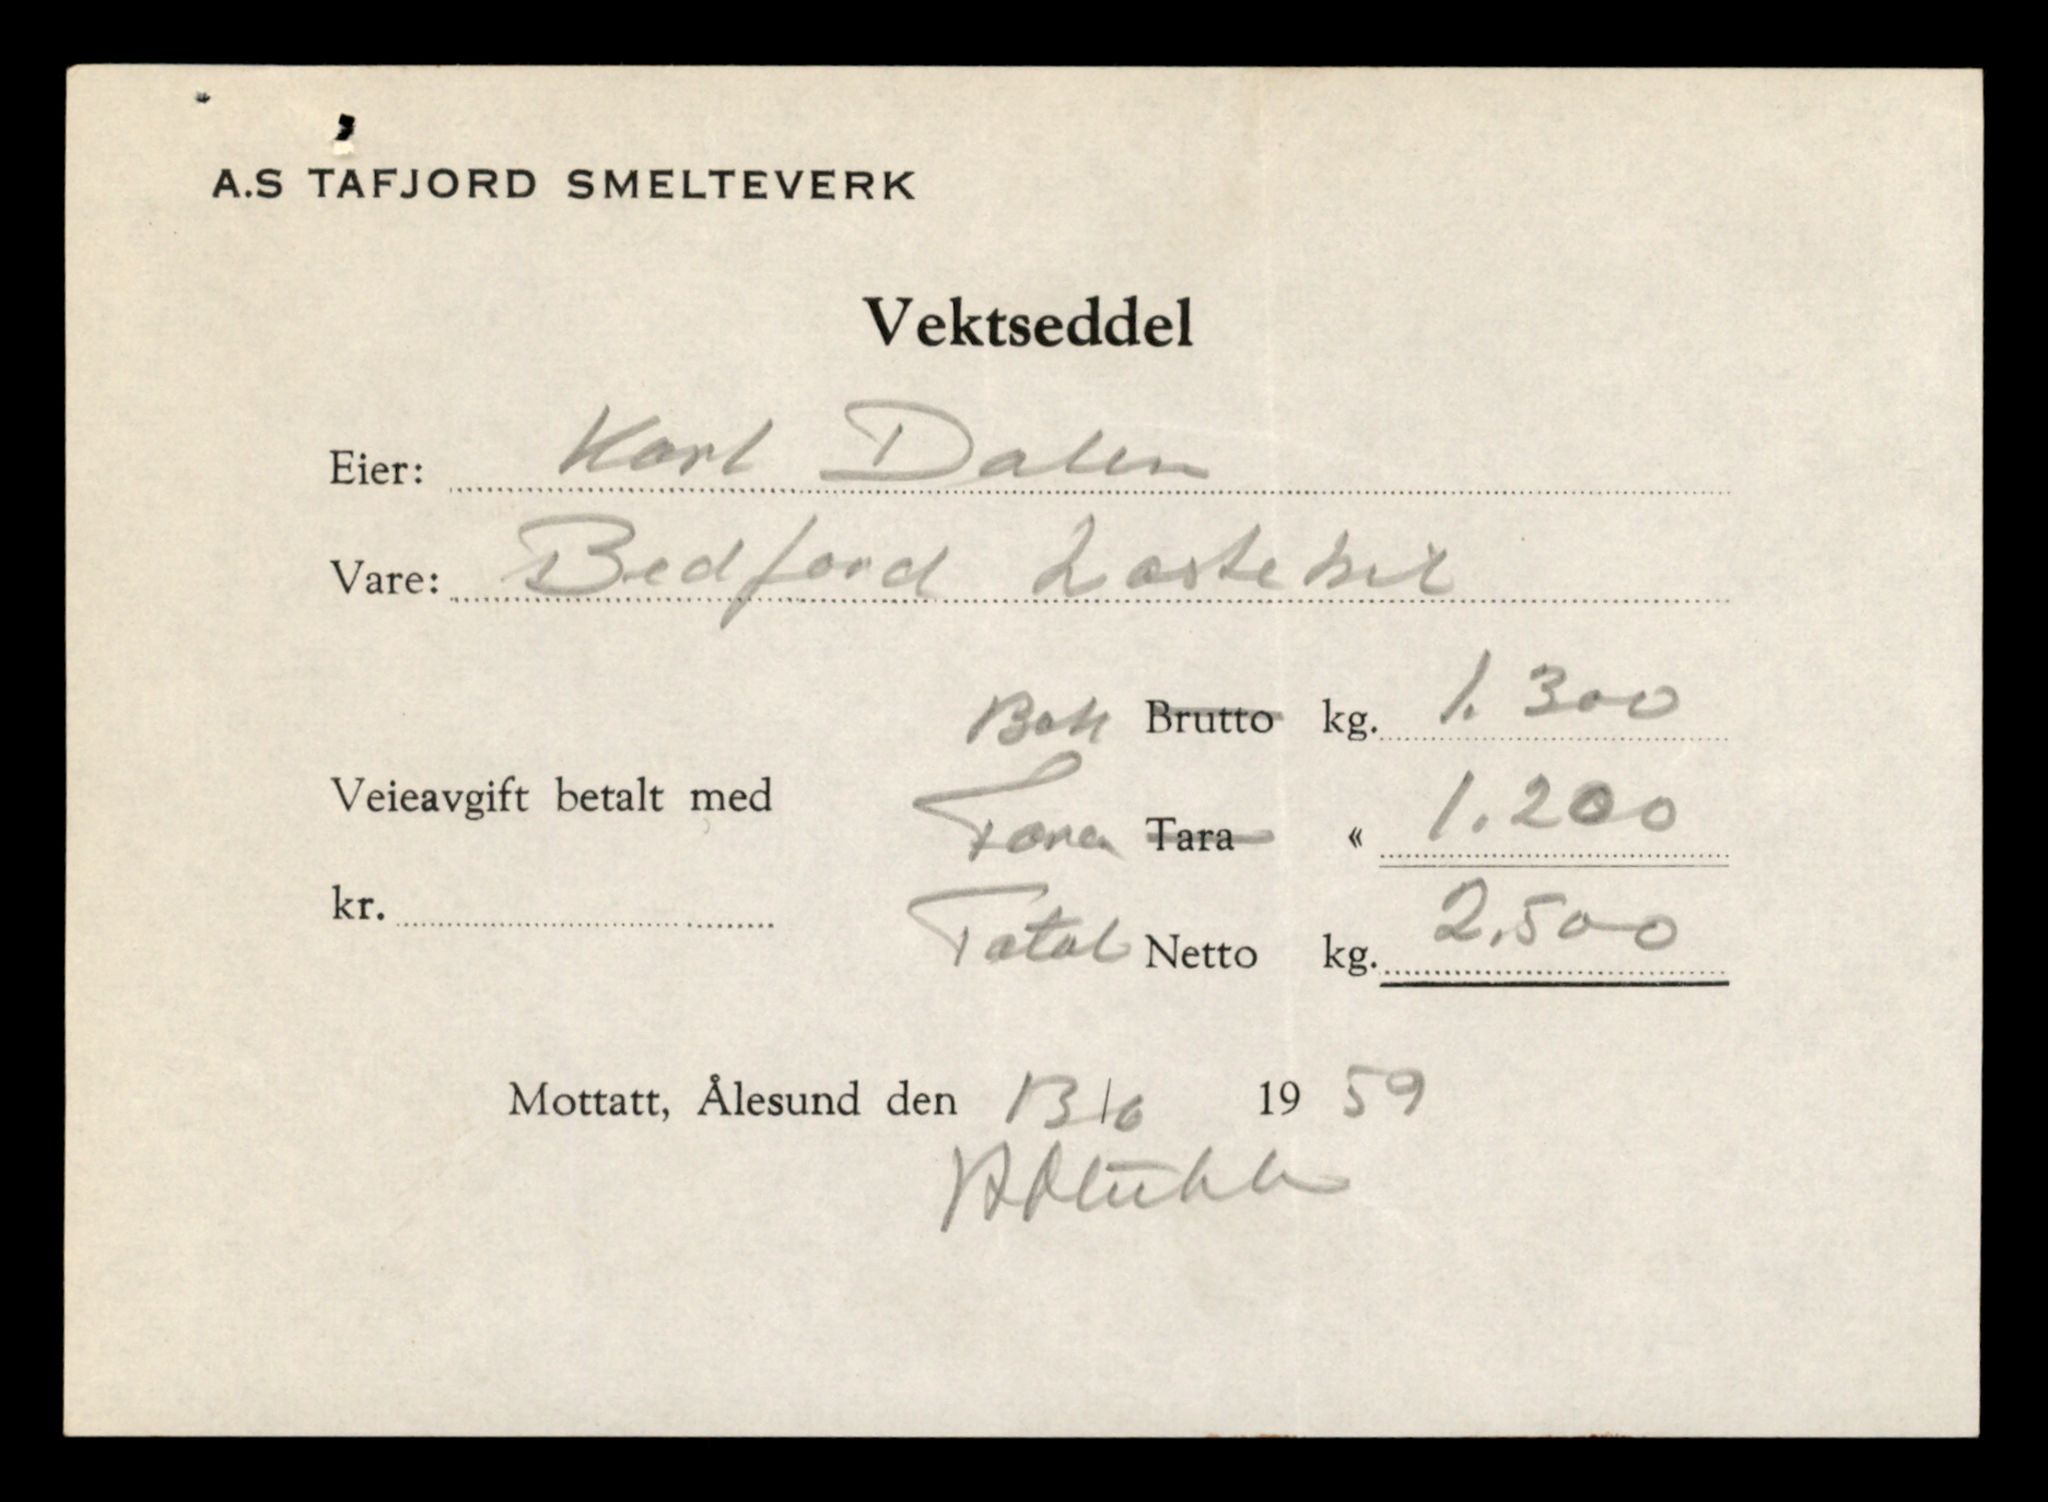 A.S TAFJORD SMELTEVERK
Vektseddel
Eier: Karl Dalen
Vare: Bedford Lastebil
Bak Brutto kg. 1.300
Veieavgift betalt med
Foran Tara « 1.200
kr.
Total Netto kg. 2.500
Mottatt, Ålesund den 13/6 1959